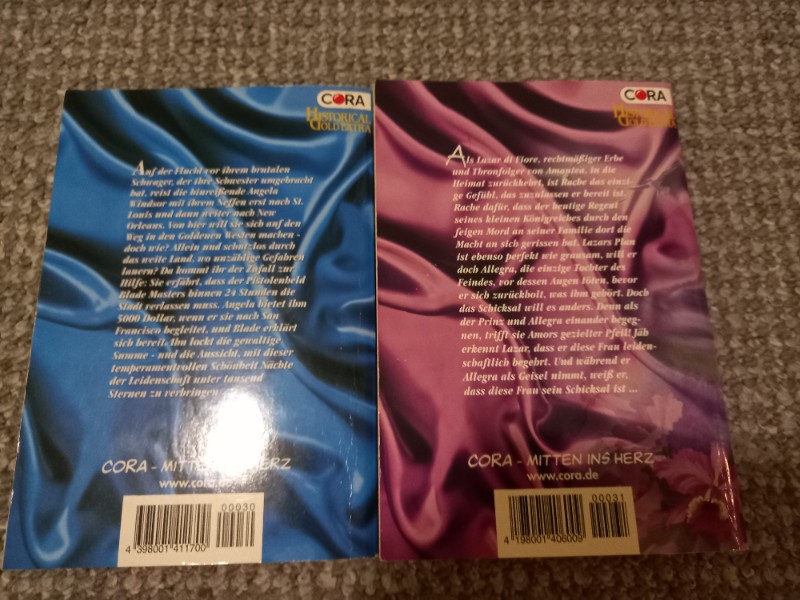 CORA
HISTORICAL
GOLD EXTRA
Auf der Flucht vor ihrem brutalen
Schwager, der ihre Schwester umgebracht
hat, reist die hinreißende Angela
Windsor mit ihrem Neffen erst nach St.
Louis und dann weiter nach New
Orleans. Von hier will sie sich auf den
Weg in den Goldenen Westen machen -
doch wie? Allein und schutzlos durch
das weite Land, wo unzählige Gefahren
lauern? Da kommt ihr der Zufall zur
Hilfe: Sie erfährt, dass der Pistolenheld
Blade Masters binnen 24 Stunden die
Stadt verlassen muss. Angela bietet ihm
5000 Dollar, wenn er sie nach San
Francisco begleitet, und Blade erklärt
sich bereit. Ihn lockt die gewaltige
Summe - und die Aussicht, mit dieser
temperamentvollen Schönheit Nächte
der Leidenschaft unter tausend
Sternen zu verbringen
CORA - MITTEN HERZ
www.cora.de
00030
4 398001 411700
CORA
HISTORICAL
GOLD EXTRA
Als Lazar di Fiore, rechtmäßiger Erbe
und Thronfolger von Amantea, in die
Heimat zurückkehrt, ist Rache das einzi-
ge Gefühl, das zuzulassen er bereit ist.
Rache dafür, dass der heutige Regent
seines kleinen Königreiches durch den
feigen Mord an seiner Familie dort die
Macht an sich gerissen hat. Lazars Plan
ist ebenso perfekt wie grausam, will er
doch Allegra, die einzige Tochter des
Feindes, vor dessen Augen töten, bevor
er sich zurückholt, was ihm gehört. Doch
das Schicksal will es anders. Denn als
der Prinz und Allegra einander begeg-
nen, trifft sie Amors gezielter Pfeil! Jäh
erkennt Lazar, dass er diese Frau leiden-
schaftlich begehrt. Und während er
Allegra als Geisel nimmt, weiß er,
dass diese Frau sein Schicksal ist ...
CORA - MITTEN INS HERZ
www.cora.de
00031
4 198001 406009